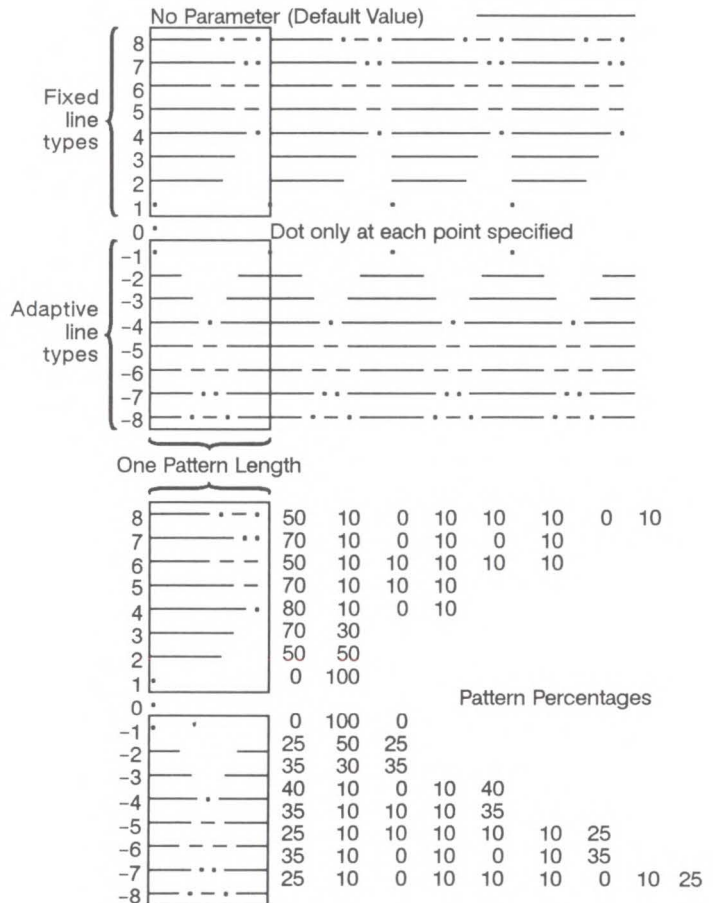 No Parameter (Default Value)
8
7
Fixed
line
types
6
5
4
3
2
1
0
Dot only at each point specified
-1
-2
Adaptive
line
types
-3
-4
-5
-6
-7
-8
One Pattern Length
8 50 10 0 10 10 10 0 10
7 70 10 0 10 0 10
6 50 10 10 10 10 10
5 70 10 10 10
4 80 10 0 10
3 70 30
2 50 50
1 0 100
0
Pattern Percentages
-1 0 100 0
-2 25 50 25
-3 35 30 35
-4 40 10 0 10 40
-5 35 10 10 10 35
-6 25 10 10 10 10 10 25
-7 35 10 0 10 0 10 35
-8 25 10 0 10 10 10 0 10 25